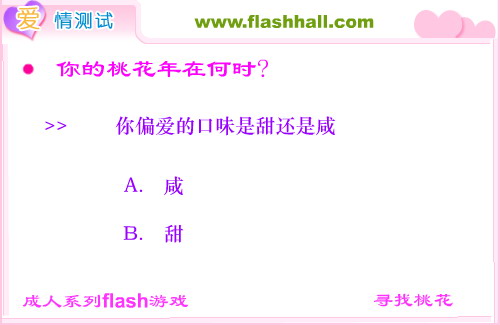 爱 情测试 www.flashhall.com
你的桃花年在何时?
>> 你偏爱的口味是甜还是咸
A. 咸
B. 甜
成人系列flash游戏 寻找桃花